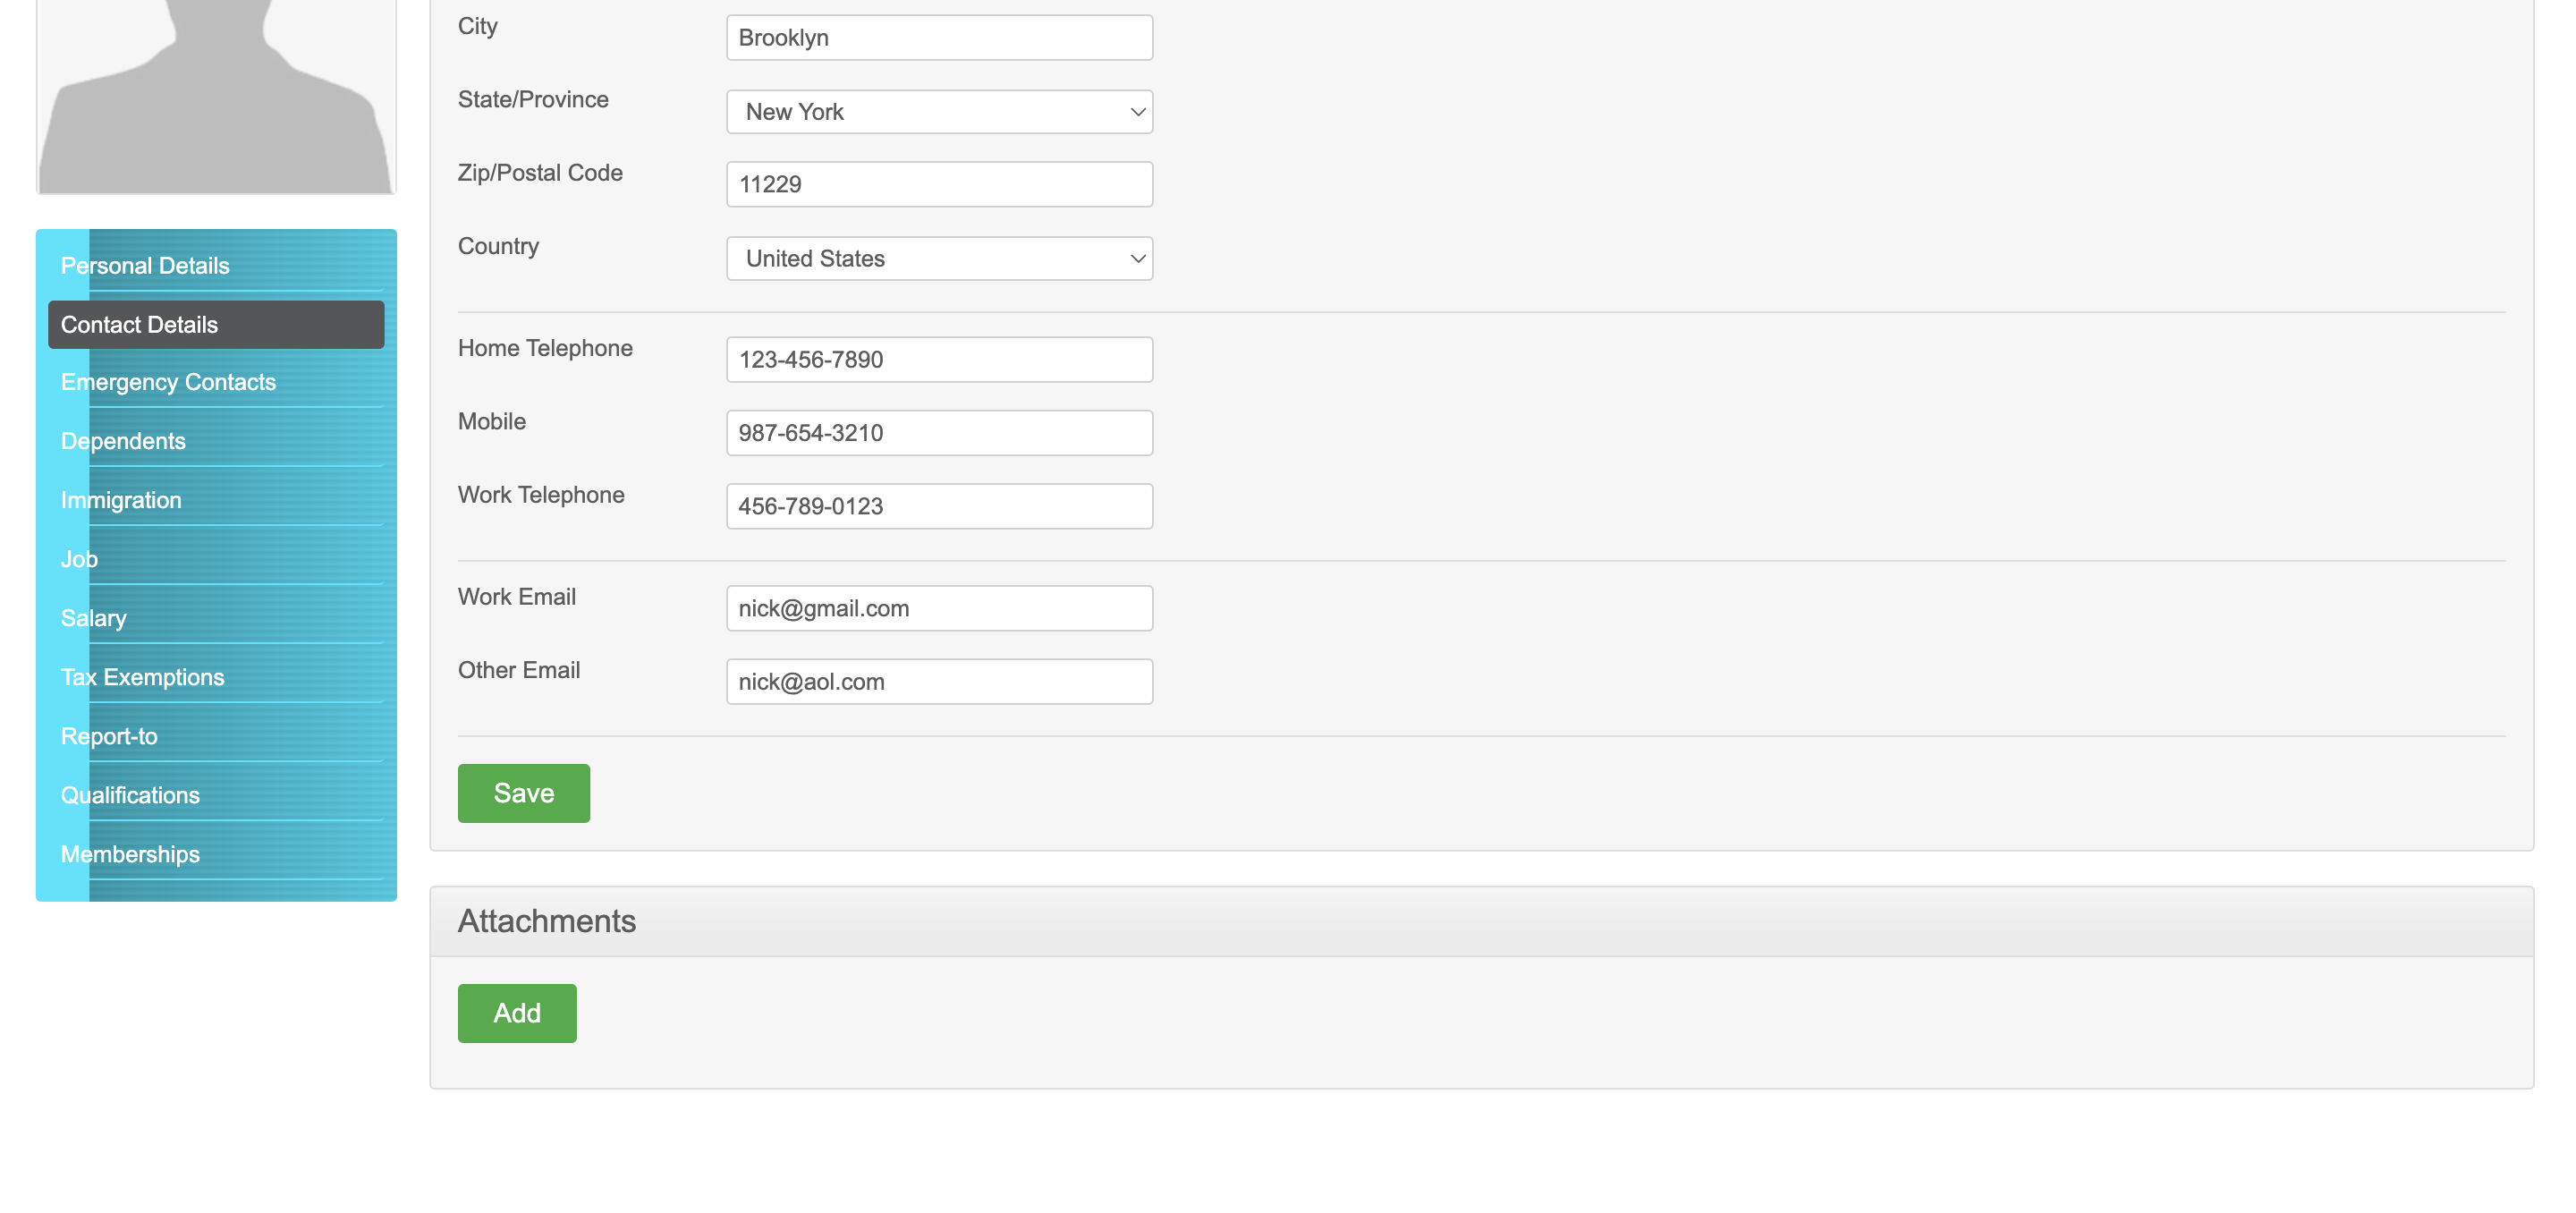 City
Brooklyn
State/Province
New York
Zip/Postal Code
11229
Country
United States
Home Telephone
123-456-7890
Mobile
987-654-3210
Work Telephone
456-789-0123
Work Email
nick@gmail.com
Other Email
nick@aol.com
Save
Personal Details
Contact Details
Emergency Contacts
Dependents
Immigration
Job
Salary
Tax Exemptions
Report-to
Qualifications
Memberships
Attachments
Add